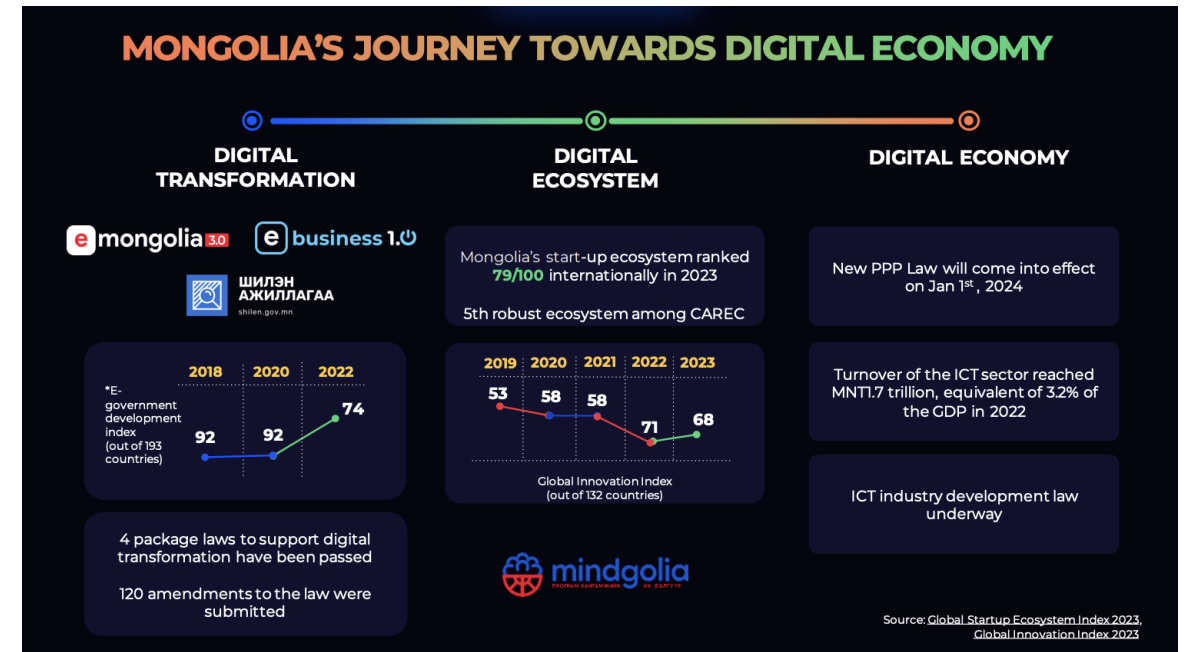 MONGOLIA'S JOURNEY TOWARDS DIGITAL ECONOMY
DIGITAL
TRANSFORMATION
e mongolia 3.0
e business 1.0
ШИЛЭН
АЖИЛЛАГАА
shilen.gov.mn
2018 2020 2022
*E-
government
development
index
(out of 193
countries)
92 92 74
4 package laws to support digital
transformation have been passed
120 amendments to the law were
submitted
DIGITAL
ECOSYSTEM
Mongolia's start-up ecosystem ranked
79/100 internationally in 2023
5th robust ecosystem among CAREC
2019 2020 2021 2022 2023
53 58 58 71 68
Global Innovation Index
(out of 132 countries)
mindgolia
DIGITAL ECONOMY
New PPP Law will come into effect
on Jan 1st, 2024
Turnover of the ICT sector reached
MNT1.7 trillion, equivalent of 3.2% of
the GDP in 2022
ICT industry development law
underway
Source: Global Startup Ecosystem Index 2023,
Global Innovation Index 2023